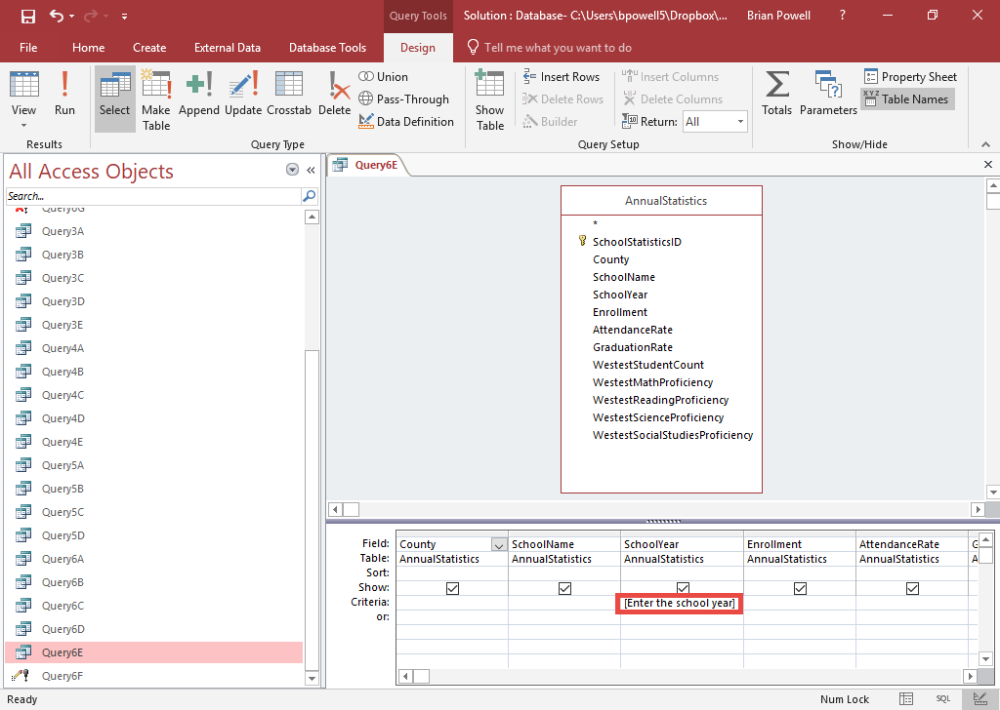 Query Tools Solution : Database- C:\Users\bpowell5\Dropbox\... Brian Powell ?
File Home Create External Data Database Tools Design Tell me what you want to do
View Run Select Make Table Append Update Crosstab Delete
Union
Pass-Through
Data Definition
Show Table
Insert Rows
Delete Rows
Builder
Insert Columns
Delete Columns
Return: All
Totals Parameters
Property Sheet
XYZ Table Names
Results Query Type Query Setup Show/Hide
All Access Objects
Search...
Query6G
Query3A
Query3B
Query3C
Query3D
Query3E
Query4A
Query4B
Query4C
Query4D
Query4E
Query5A
Query5B
Query5C
Query5D
Query6A
Query6B
Query6C
Query6D
Query6E
Query6F
Query6E
AnnualStatistics
*
SchoolStatisticsID
County
SchoolName
SchoolYear
Enrollment
AttendanceRate
GraduationRate
WestestStudentCount
WestestMathProficiency
WestestReadingProficiency
WestestScienceProficiency
WestestSocialStudiesProficiency
Field: County SchoolName SchoolYear Enrollment AttendanceRate
Table: AnnualStatistics AnnualStatistics AnnualStatistics AnnualStatistics AnnualStatistics
Sort:
Show:
Criteria: [Enter the school year]
or:
Ready Num Lock SQL